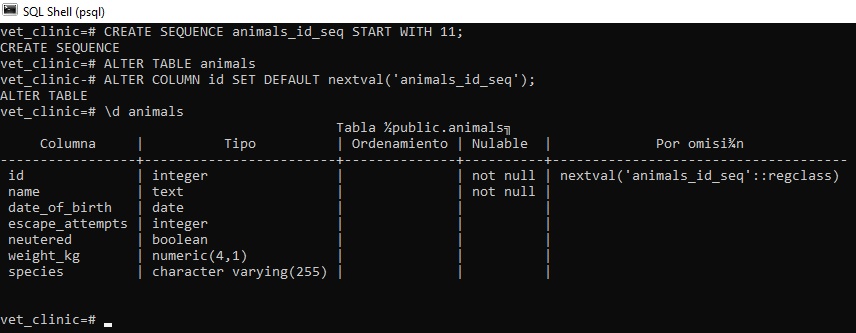 SQL Shell (psql)
vet_clinic=# CREATE SEQUENCE animals_id_seq START WITH 11;
CREATE SEQUENCE
vet_clinic=# ALTER TABLE animals
vet_clinic-# ALTER COLUMN id SET DEFAULT nextval('animals_id_seq');
ALTER TABLE
vet_clinic=# \d animals
                                          Tabla ½public.animals╗
     Columna     |          Tipo          | Ordenamiento | Nulable  |             Por omisi¾n
-----------------+------------------------+--------------+----------+-------------------------------------
 id              | integer                |              | not null | nextval('animals_id_seq'::regclass)
 name            | text                   |              | not null |
 date_of_birth   | date                   |              |          |
 escape_attempts | integer                |              |          |
 neutered        | boolean                |              |          |
 weight_kg       | numeric(4,1)           |              |          |
 species         | character varying(255) |              |          |
vet_clinic=#